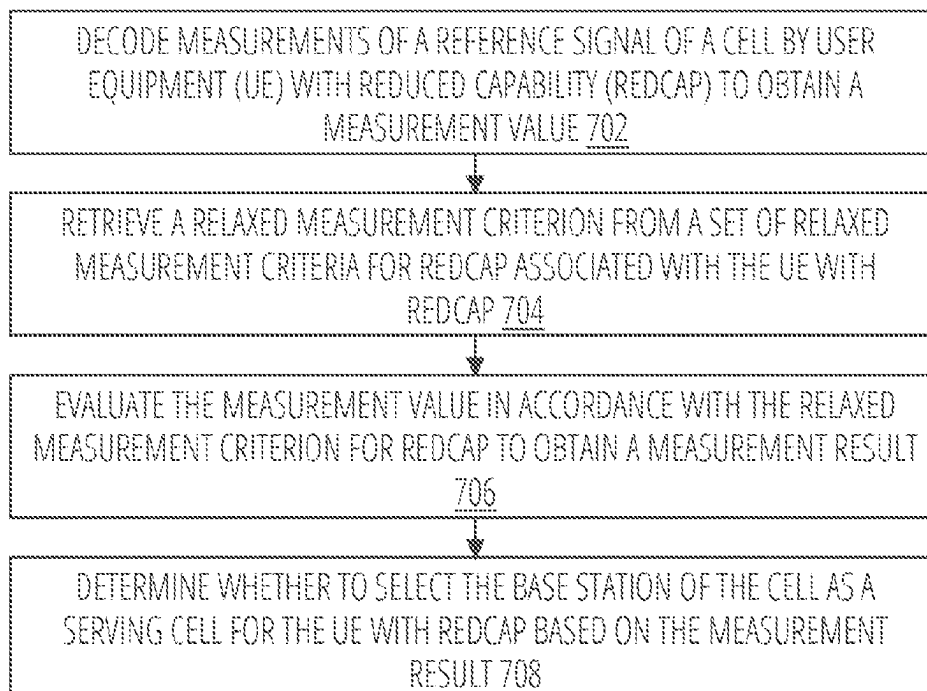 DECODE MEASUREMENTS OF A REFERENCE SIGNAL OF A CELL BY USER
EQUIPMENT (UE) WITH REDUCED CAPABILITY (REDCAP) TO OBTAIN A
MEASUREMENT VALUE 702
RETRIEVE A RELAXED MEASUREMENT CRITERION FROM A SET OF RELAXED
MEASUREMENT CRITERIA FOR REDCAP ASSOCIATED WITH THE UE WITH
REDCAP 704
EVALUATE THE MEASUREMENT VALUE IN ACCORDANCE WITH THE RELAXED
MEASUREMENT CRITERION FOR REDCAP TO OBTAIN A MEASUREMENT RESULT
706
DETERMINE WHETHER TO SELECT THE BASE STATION OF THE CELL AS A
SERVING CELL FOR THE UE WITH REDCAP BASED ON THE MEASUREMENT
RESULT 708